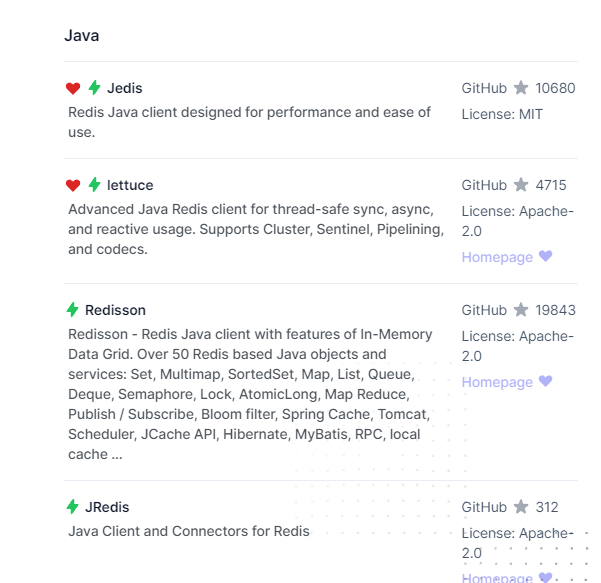 Java
Jedis
GitHub 10680
Redis Java client designed for performance and ease of
use.
License: MIT
lettuce
GitHub 4715
Advanced Java Redis client for thread-safe sync, async,
and reactive usage. Supports Cluster, Sentinel, Pipelining,
and codecs.
License: Apache-
2.0
Homepage
Redisson
GitHub 19843
Redisson - Redis Java client with features of In-Memory
Data Grid. Over 50 Redis based Java objects and
services: Set, Multimap, SortedSet, Map, List, Queue,
Deque, Semaphore, Lock, AtomicLong, Map Reduce,
Publish / Subscribe, Bloom filter, Spring Cache, Tomcat,
Scheduler, JCache API, Hibernate, MyBatis, RPC, local
cache ...
License: Apache-
2.0
Homepage
JRedis
GitHub 312
Java Client and Connectors for Redis
License: Apache-
2.0
Homepage